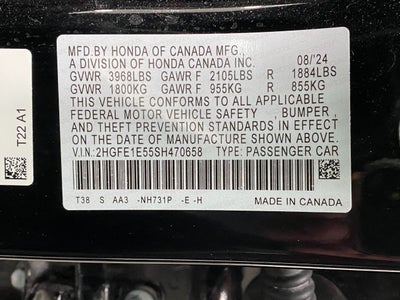 MFD.BY HONDA OF CANADA MFG.,
A DIVISION OF HONDA CANADA INC. 08/'24
GVWR 3968LBS GAWR F 2105LBS R 1884LBS
GVWR 1800KG GAWR F 955KG R 855KG
THIS VEHICLE CONFORMS TO ALL APPLICABLE
FEDERAL MOTOR VEHICLE SAFETY , BUMPER ,
AND THEFT PREVENTION STANDARDS IN EFFECT
ON THE DATE OF MANUFACTURE SHOWN ABOVE.
V.I.N:2HGFE1E55SH470658 TYPE:PASSENGER CAR
T38 S AA3 -NH731P -E -H MADE IN CANADA
T22 A1